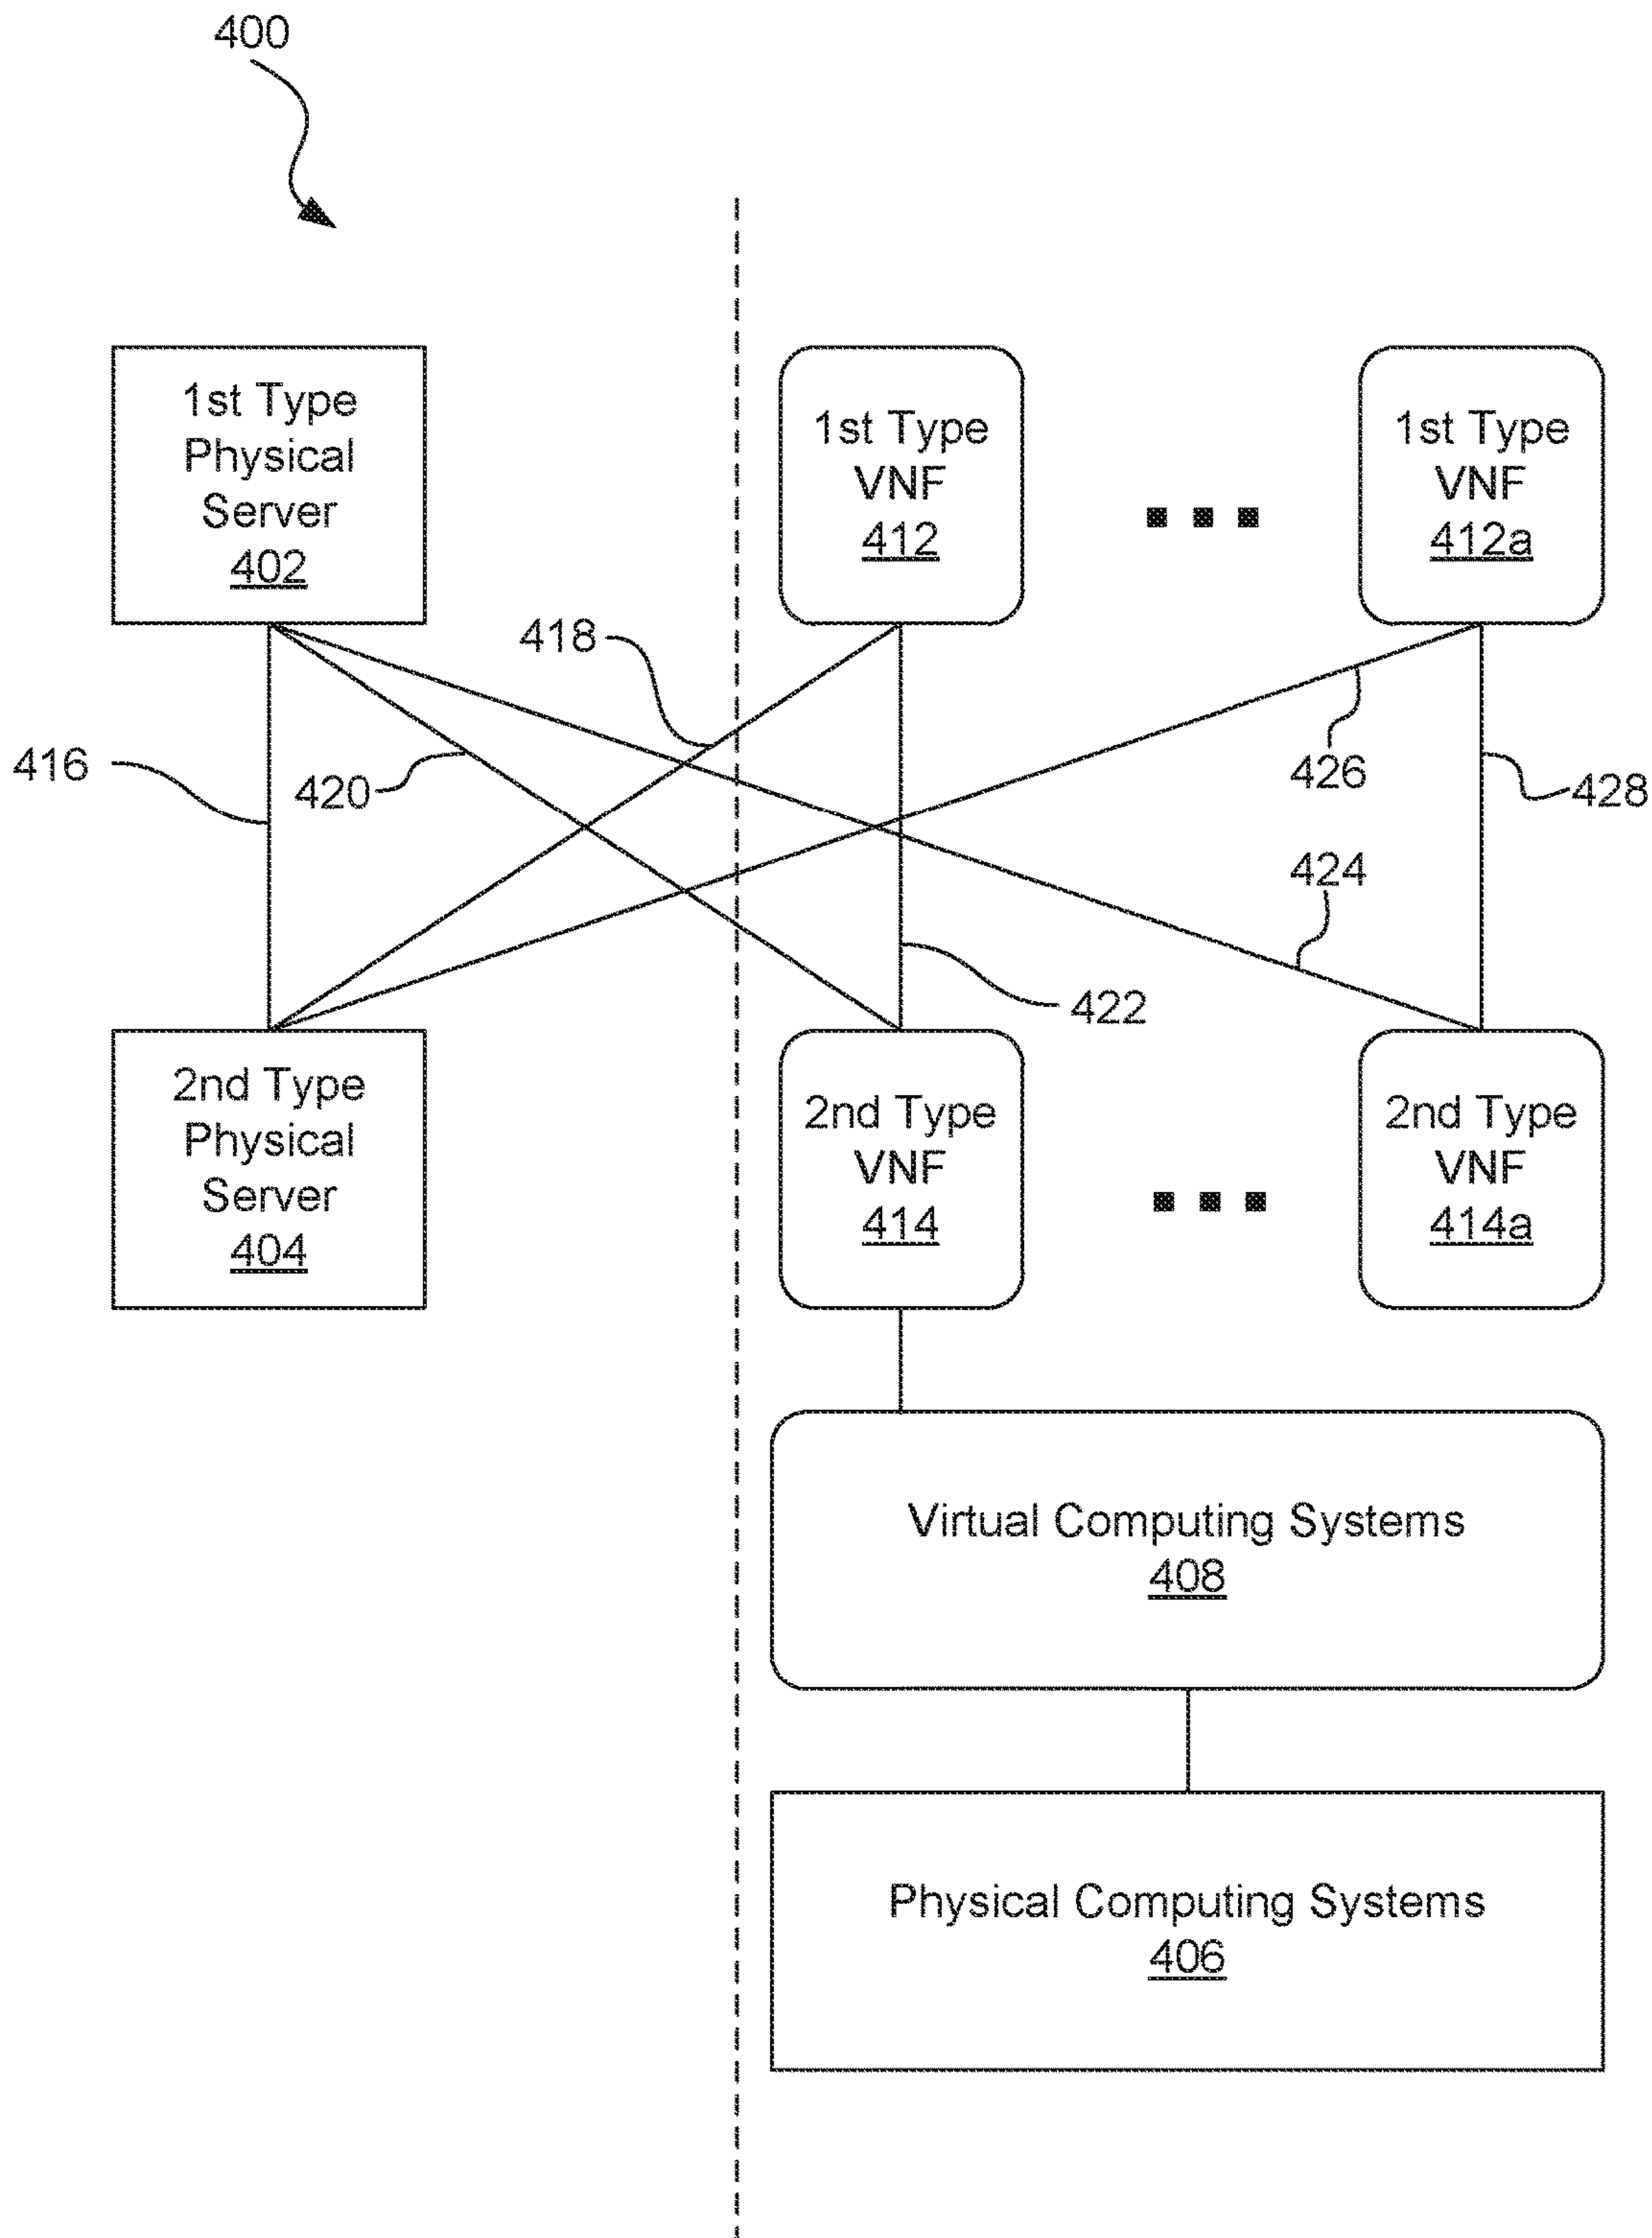 400
1st Type
Physical
Server
402
1st Type
VNF
412
1st Type
VNF
412a
418
416
420
426
428
424
422
2nd Type
Physical
Server
404
2nd Type
VNF
414
2nd Type
VNF
414a
Virtual Computing Systems
408
Physical Computing Systems
406